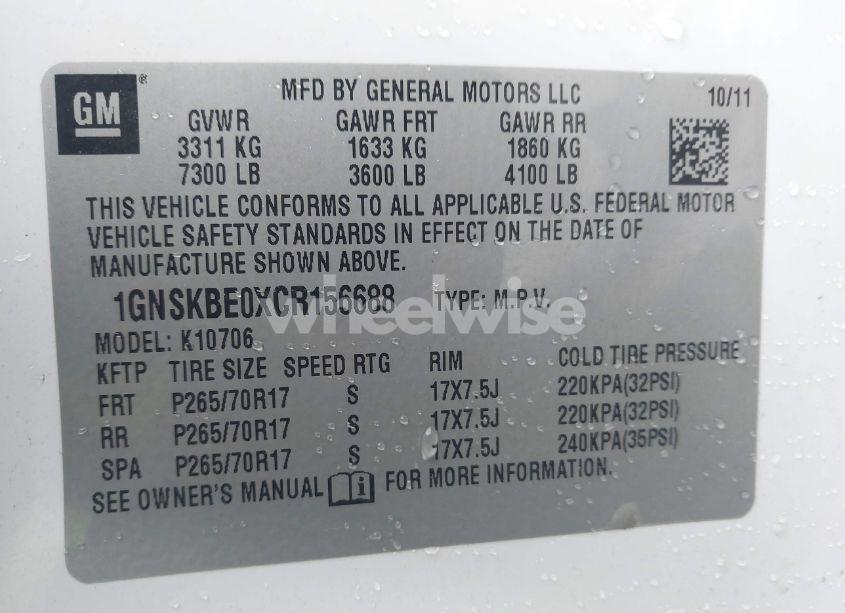 GM ®
MFD BY GENERAL MOTORS LLC 10/11
GVWR GAWR FRT GAWR RR
3311 KG 1633 KG 1860 KG
7300 LB 3600 LB 4100 LB
THIS VEHICLE CONFORMS TO ALL APPLICABLE U.S. FEDERAL MOTOR
VEHICLE SAFETY STANDARDS IN EFFECT ON THE DATE OF
MANUFACTURE SHOWN ABOVE.
1GNSKBE0XCR156688 TYPE: M.P.V.
wheelwise
MODEL: K10706
KFTP TIRE SIZE SPEED RTG RIM COLD TIRE PRESSURE
FRT P265/70R17 S 17X7.5J 220KPA(32PSI)
RR P265/70R17 S 17X7.5J 220KPA(32PSI)
SPA P265/70R17 S 17X7.5J 240KPA(35PSI)
SEE OWNER'S MANUAL i FOR MORE INFORMATION.